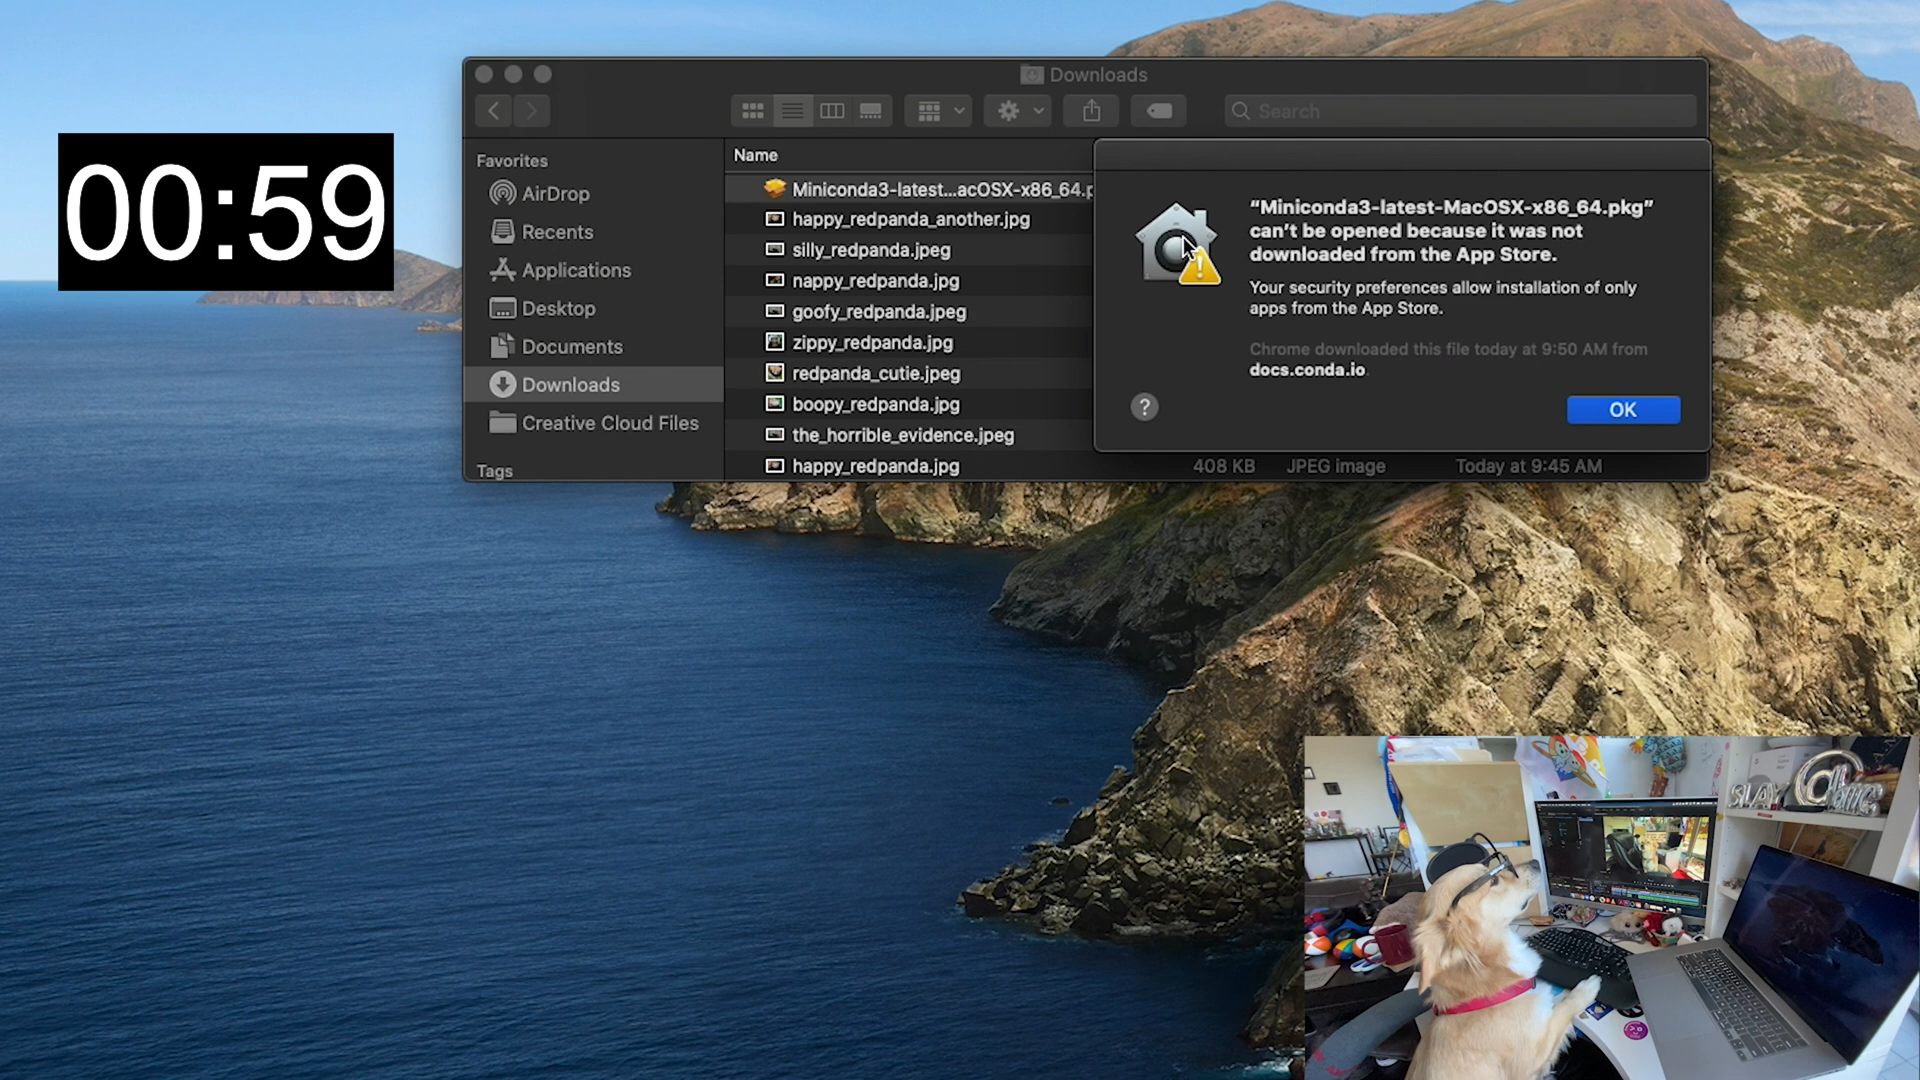 00:59
Downloads
Search
Favorites
AirDrop
Recents
Applications
Desktop
Documents
Downloads
Creative Cloud Files
Tags
Name
Miniconda3-latest...acOSX-x86_64.p
happy_redpanda_another.jpg
silly_redpanda.jpeg
nappy_redpanda.jpg
goofy_redpanda.jpeg
zippy_redpanda.jpg
redpanda_cutie.jpeg
boopy_redpanda.jpg
the_horrible_evidence.jpeg
happy_redpanda.jpg
408 KB
JPEG image
Today at 9:45 AM
“Miniconda3-latest-MacOSX-x86_64.pkg”
can’t be opened because it was not
downloaded from the App Store.
Your security preferences allow installation of only
apps from the App Store.
Chrome downloaded this file today at 9:50 AM from
docs.conda.io.
?
OK
SLAY